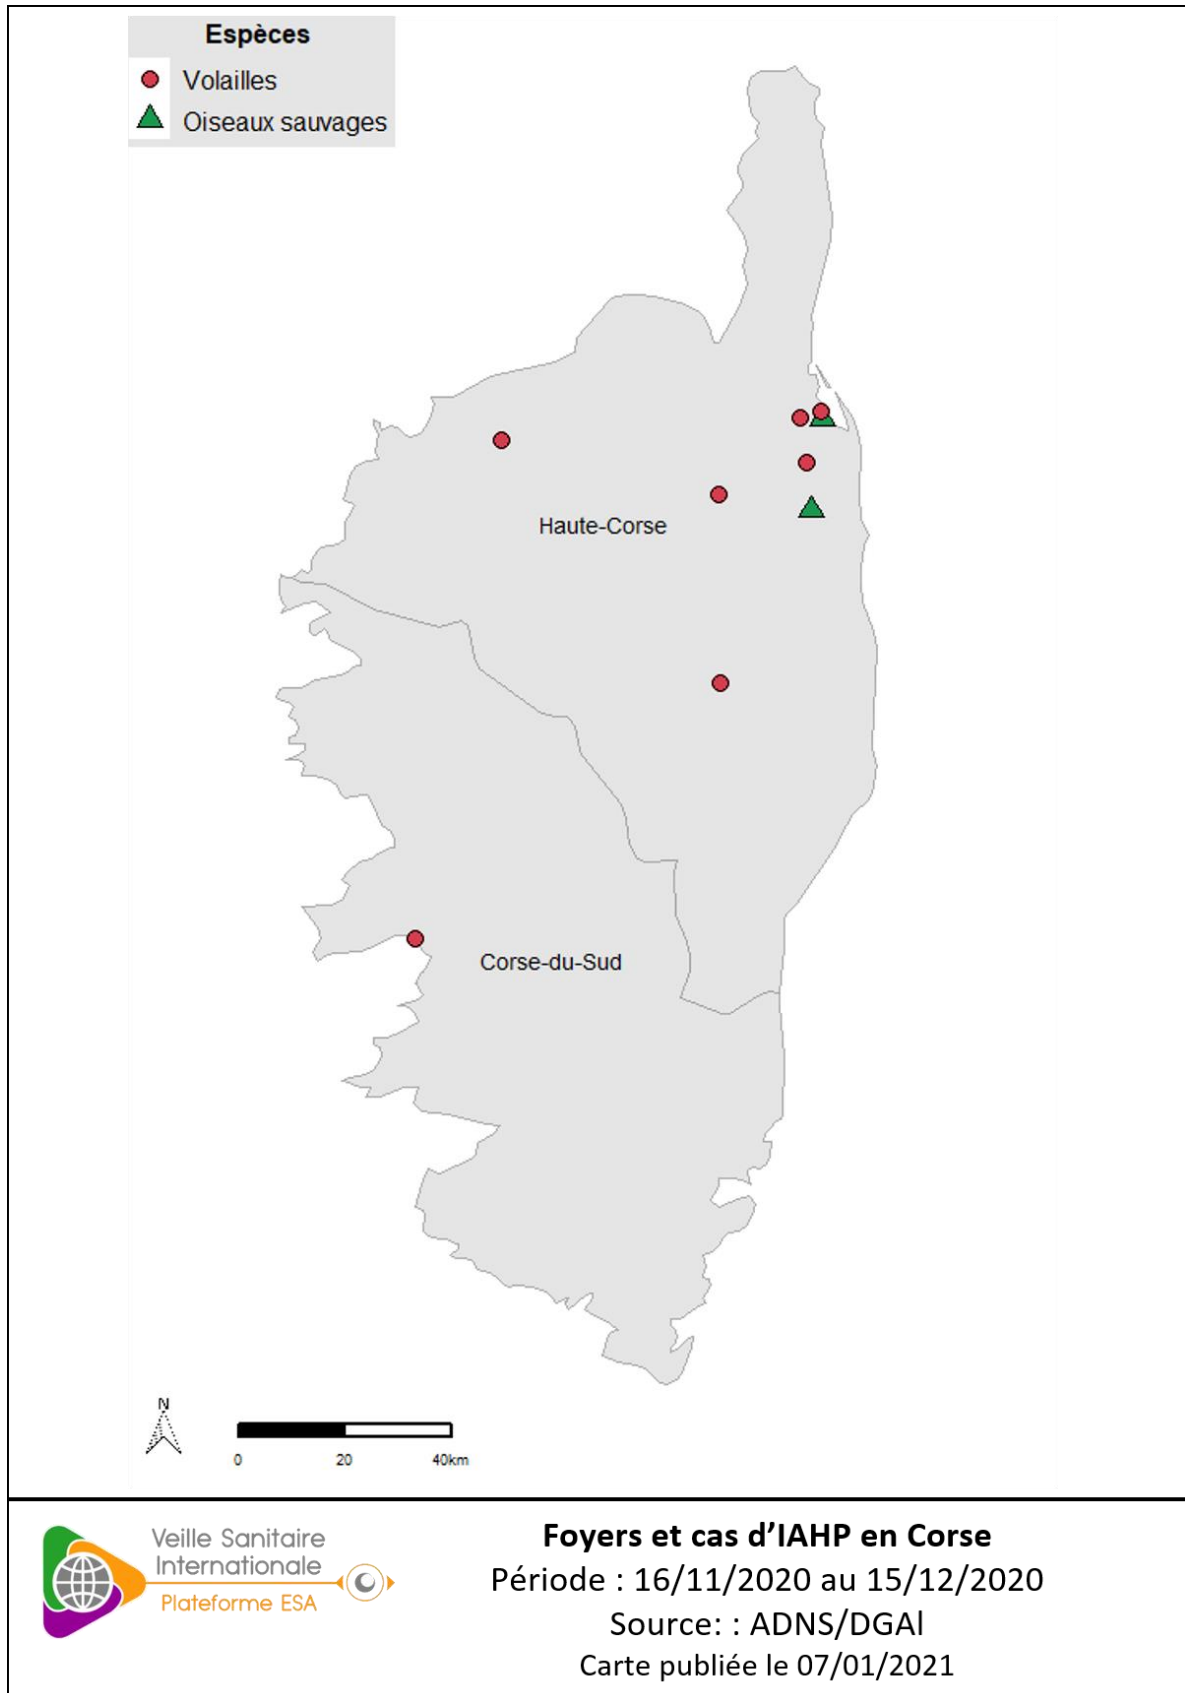 Espèces
Volailles
Oiseaux sauvages
Haute-Corse
Corse-du-Sud
N
0 20 40km
Veille Sanitaire
Internationale
Plateforme ESA
Foyers et cas d’IAHP en Corse
Période : 16/11/2020 au 15/12/2020
Source: : ADNS/DGAl
Carte publiée le 07/01/2021